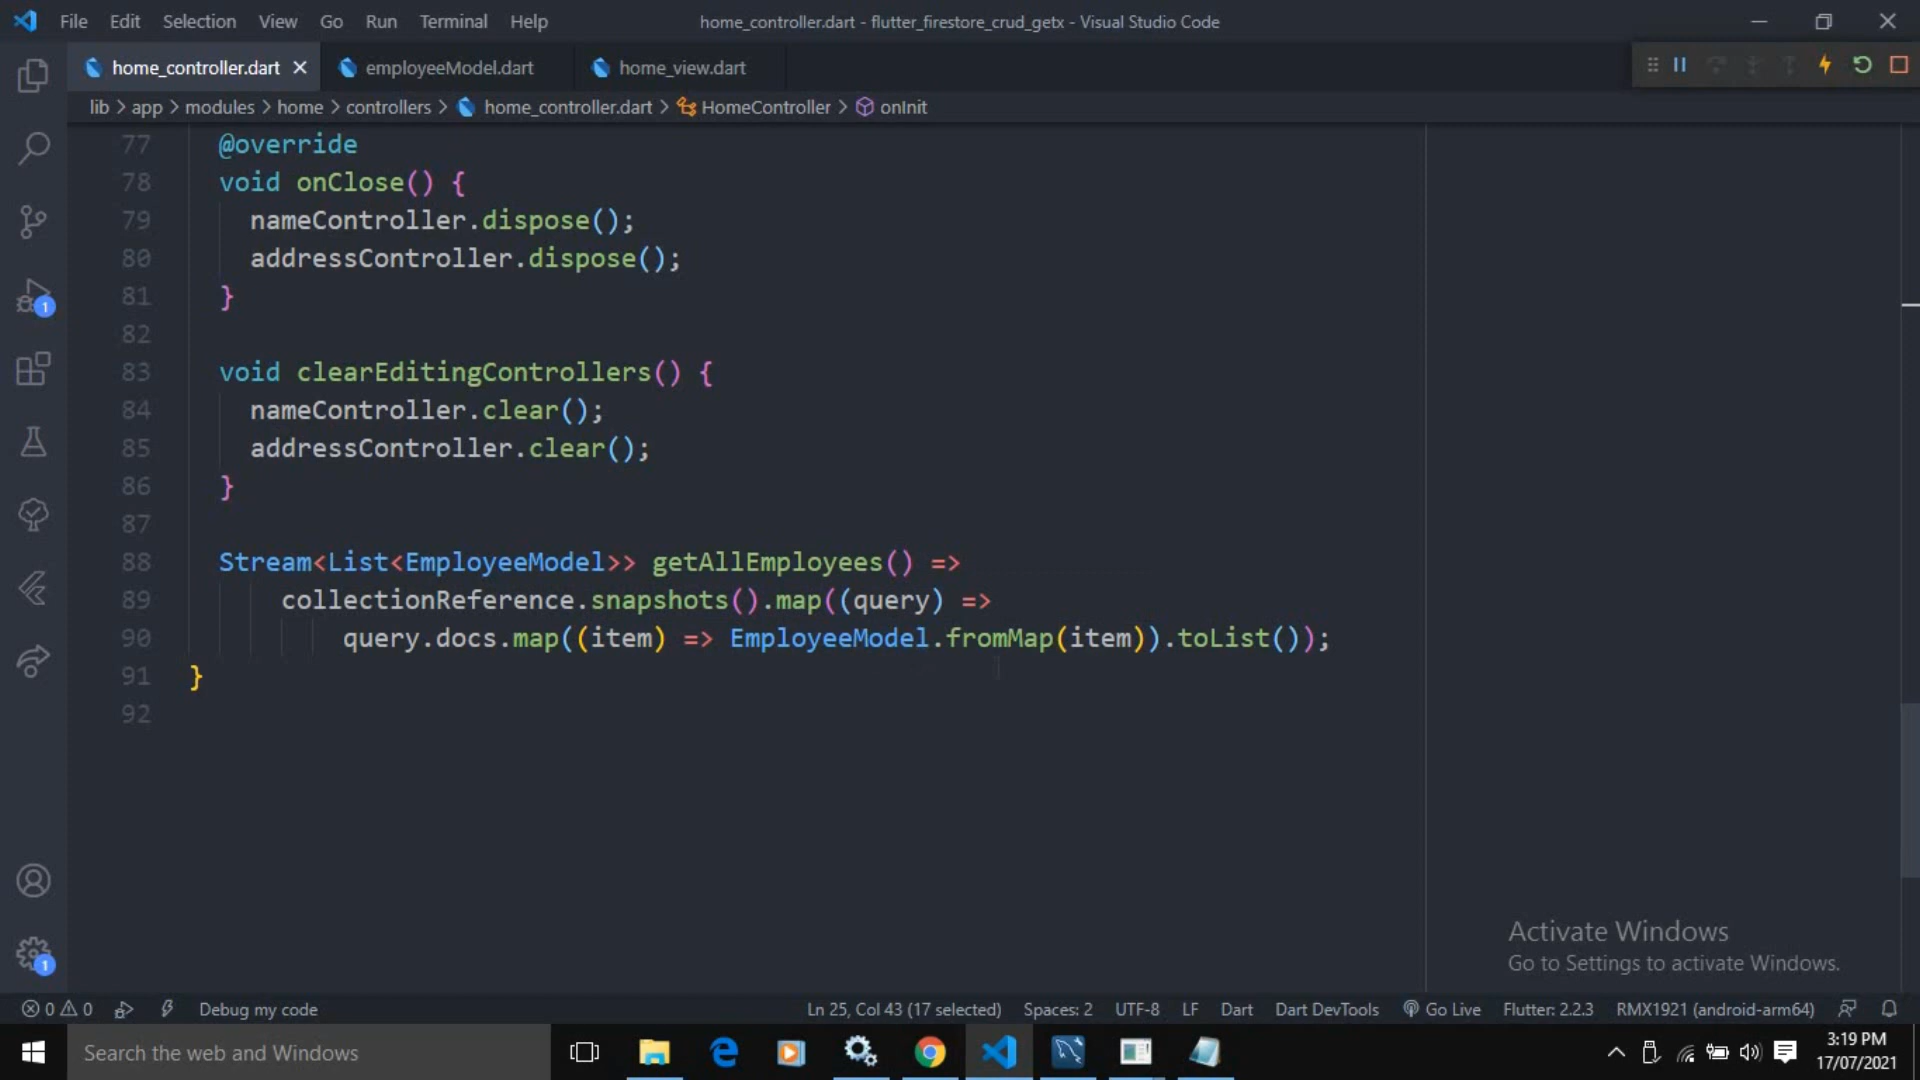 File Edit Selection View Go Run Terminal Help home_controller.dart - flutter_firestore_crud_getx - Visual Studio Code
home_controller.dart employeeModel.dart home_view.dart
lib > app > modules > home > controllers > home_controller.dart > HomeController > onInit
77 @override
78 void onClose() {
79 nameController.dispose();
80 addressController.dispose();
81 }
82
83 void clearEditingControllers() {
84 nameController.clear();
85 addressController.clear();
86 }
87
88 Stream<List<EmployeeModel>> getAllEmployees() =>
89 collectionReference.snapshots().map((query) =>
90 query.docs.map((item) => EmployeeModel.fromMap(item)).toList());
91 }
92
1
1
Activate Windows
Go to Settings to activate Windows.
0 0 Debug my code Ln 25, Col 43 (17 selected) Spaces: 2 UTF-8 LF Dart Dart DevTools Go Live Flutter: 2.2.3 RMX1921 (android-arm64)
Search the web and Windows
3:19 PM
17/07/2021